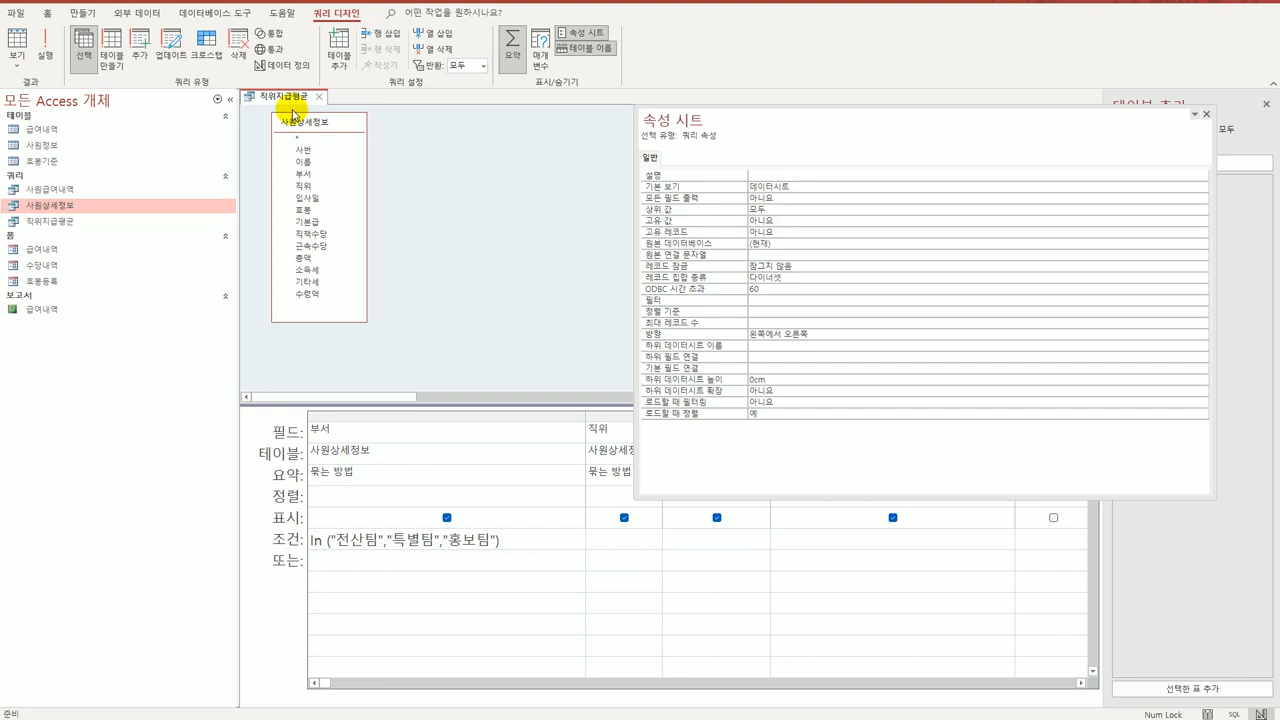 파일 홈 만들기 외부 데이터 데이터베이스 도구 도움말 쿼리 디자인 어떤 작업을 원하시나요?
보기
실행
선택
테이블 만들기
추가
업데이트
크로스탭
삭제
통합
통과
데이터 정의
테이블 추가
행 삽입
행 삭제
작성기
열 삽입
열 삭제
반환: 모두
요약
매개 변수
속성 시트
테이블 이름
결과
쿼리 유형
쿼리 설정
표시/숨기기
모든 Access 개체
테이블
급여내역
사원정보
호봉기준
쿼리
사원급여내역
사원상세정보
직위지급평균
폼
급여내역
수당내역
호봉등록
보고서
급여내역
직위지급평균
사원상세정보
*
사번
이름
부서
직위
입사일
호봉
기본급
직책수당
근속수당
총액
소득세
기타세
수령액
속성 시트
선택 유형: 쿼리 속성
일반
설명
기본 보기 데이터시트
모든 필드 출력 아니요
상위 값 모두
고유 값 아니요
고유 레코드 아니요
원본 데이터베이스 (현재)
원본 연결 문자열
레코드 잠금 잠그지 않음
레코드 집합 종류 다이너셋
ODBC 시간 초과 60
필터
정렬 기준
최대 레코드 수
방향 왼쪽에서 오른쪽
하위 데이터시트 이름
하위 필드 연결
기본 필드 연결
하위 데이터시트 높이 0cm
하위 데이터시트 확장 아니요
로드할 때 필터링 아니요
로드할 때 정렬 예
모두
필드: 부서 직위
테이블: 사원상세정보 사원상세정
요약: 묶는 방법 묶는 방법
정렬:
표시:
조건: In ("전산팀","특별팀","홍보팀")
또는:
선택한 표 추가
준비
Num Lock
SQL